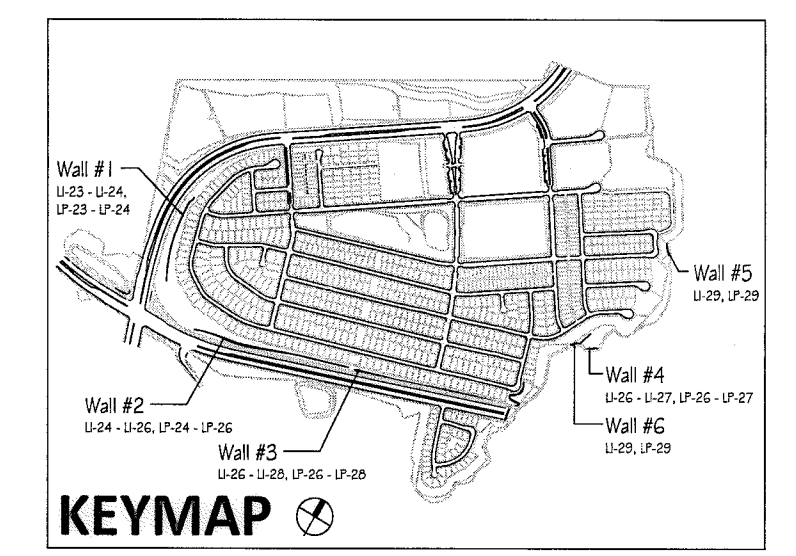 Wall #1
LI-23 - LI-24,
LP-23 - LP-24
Wall #5
LI-29, LP-29
Wall #4
LI-26 - LI-27, LP-26 - LP-27
Wall #2
LI-24 - LI-26, LP-24 - LP-26
Wall #6
LI-29, LP-29
Wall #3
LI-26 - LI-28, LP-26 - LP-28
KEYMAP